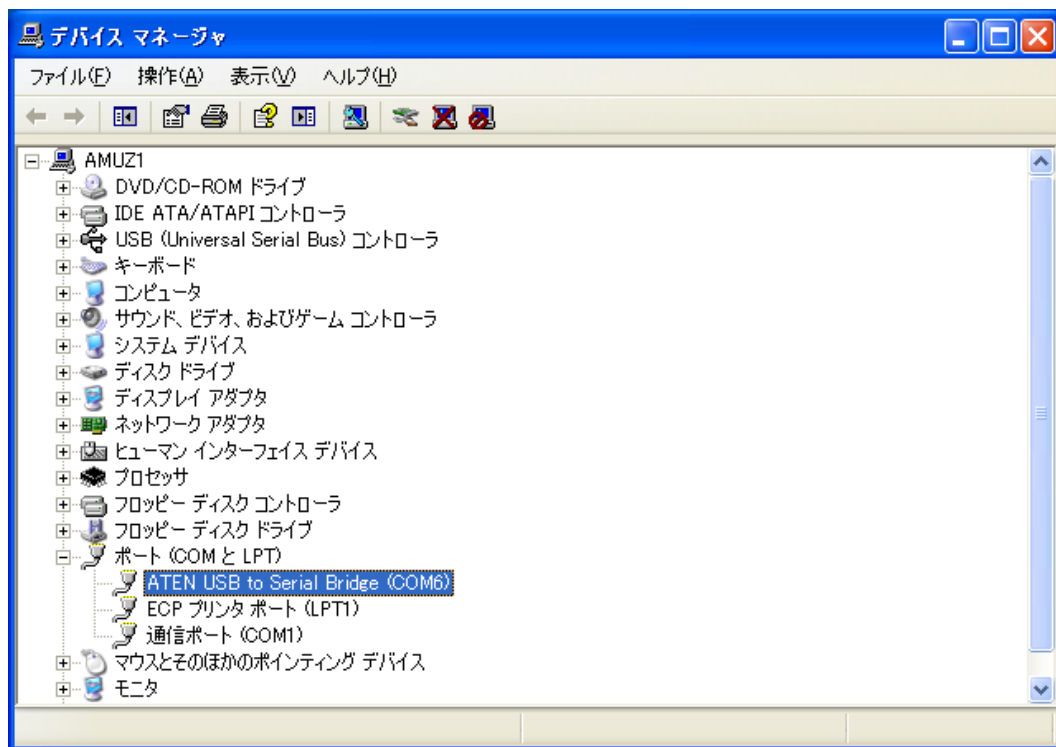 デバイス マネージャ
ファイル(F) 操作(A) 表示(V) ヘルプ(H)
AMUZ1
DVD/CD-ROM ドライブ
IDE ATA/ATAPI コントローラ
USB (Universal Serial Bus) コントローラ
キーボード
コンピュータ
サウンド、ビデオ、およびゲーム コントローラ
システム デバイス
ディスク ドライブ
ディスプレイ アダプタ
ネットワーク アダプタ
ヒューマン インターフェイス デバイス
プロセッサ
フロッピー ディスク コントローラ
フロッピー ディスク ドライブ
ポート (COM と LPT)
ATEN USB to Serial Bridge (COM6)
ECP プリンタ ポート (LPT1)
通信ポート (COM1)
マウスとそのほかのポインティング デバイス
モニタ